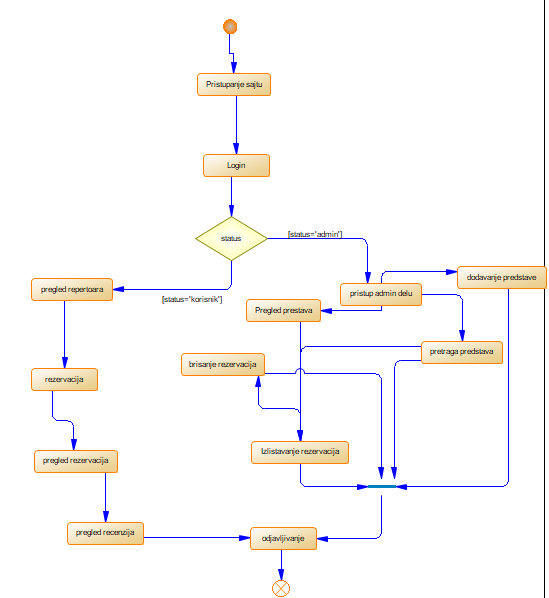 Pristupanje sajtu
Login
status
[status="admin"]
dodavanje predstave
pregled repertoara
[status="korisnik"]
pristup admin delu
Pregled prestava
pretraga predstava
brisanje rezervacija
rezervacija
Izlistavanje rezervacija
pregled rezervacija
pregled recenzija
odjavljivanje